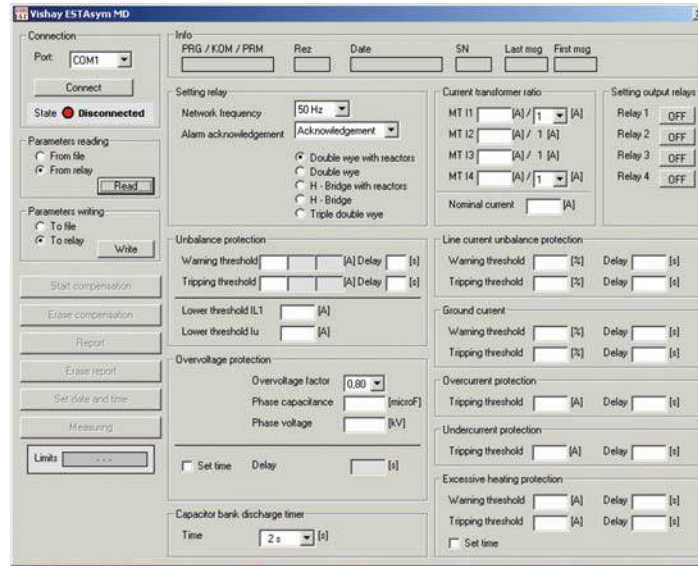 Vishay ESTAsym MD
Connection
Port: COM1
Connect
State Disconnected
Parameters reading
From file
From relay
Read
Parameters writing
To file
To relay
Write
Start compensation
Erase compensation
Report
Erase report
Set date and time
Measuring
Limits - - -
Info
PRG / KOM / PRM Rez Date SN Last msg First msg
Setting relay
Network frequency 50 Hz
Alarm acknowledgement Acknowledgement
Double wye with reactors
Double wye
H - Bridge with reactors
H - Bridge
Triple double wye
Current transformer ratio
MT I1 [A] / 1 [A]
MT I2 [A] / 1 [A]
MT I3 [A] / 1 [A]
MT I4 [A] / 1 [A]
Nominal current [A]
Setting output relays
Relay 1 OFF
Relay 2 OFF
Relay 3 OFF
Relay 4 OFF
Unbalance protection
Warning threshold [A] Delay [s]
Tripping threshold [A] Delay [s]
Lower threshold IL1 [A]
Lower threshold Iu [A]
Overvoltage protection
Overvoltage factor 0,80
Phase capacitance [microF]
Phase voltage [kV]
Set time Delay [s]
Capacitor bank discharge timer
Time 2 s [s]
Line current unbalance protection
Warning threshold [%] Delay [s]
Tripping threshold [%] Delay [s]
Ground current
Warning threshold [%] Delay [s]
Tripping threshold [%] Delay [s]
Overcurrent protection
Tripping threshold [A] Delay [s]
Undercurrent protection
Tripping threshold [A] Delay [s]
Excessive heating protection
Warning threshold [A] Delay [s]
Tripping threshold [A] Delay [s]
Set time